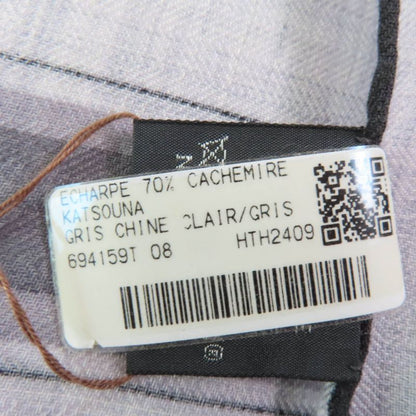 ECHARPE 70% CACHEMIRE
KATSOUNA
GRIS CHINE CLAIR/GRIS
694159T 08 HTH2409